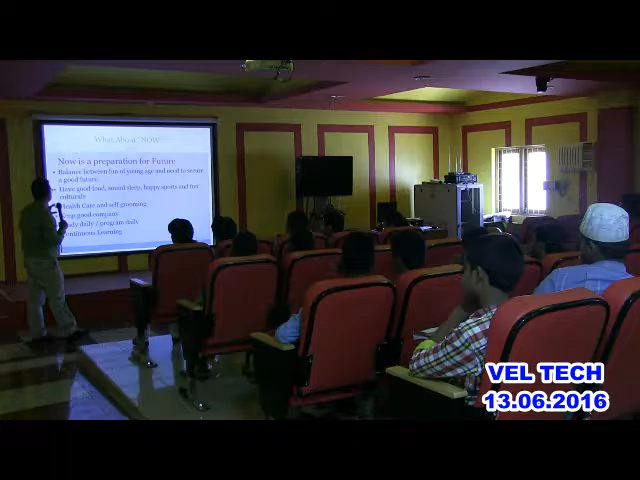 What About "NOW"
Now is a preparation for Future
• Balance between fun of young age and need to secure
a good future
• Have good food, sound sleep, happy sports and fun
culturals
Health Care and self grooming
Keep good company
Study daily / program daily
Continuous Learning
VEL TECH
13.06.2016